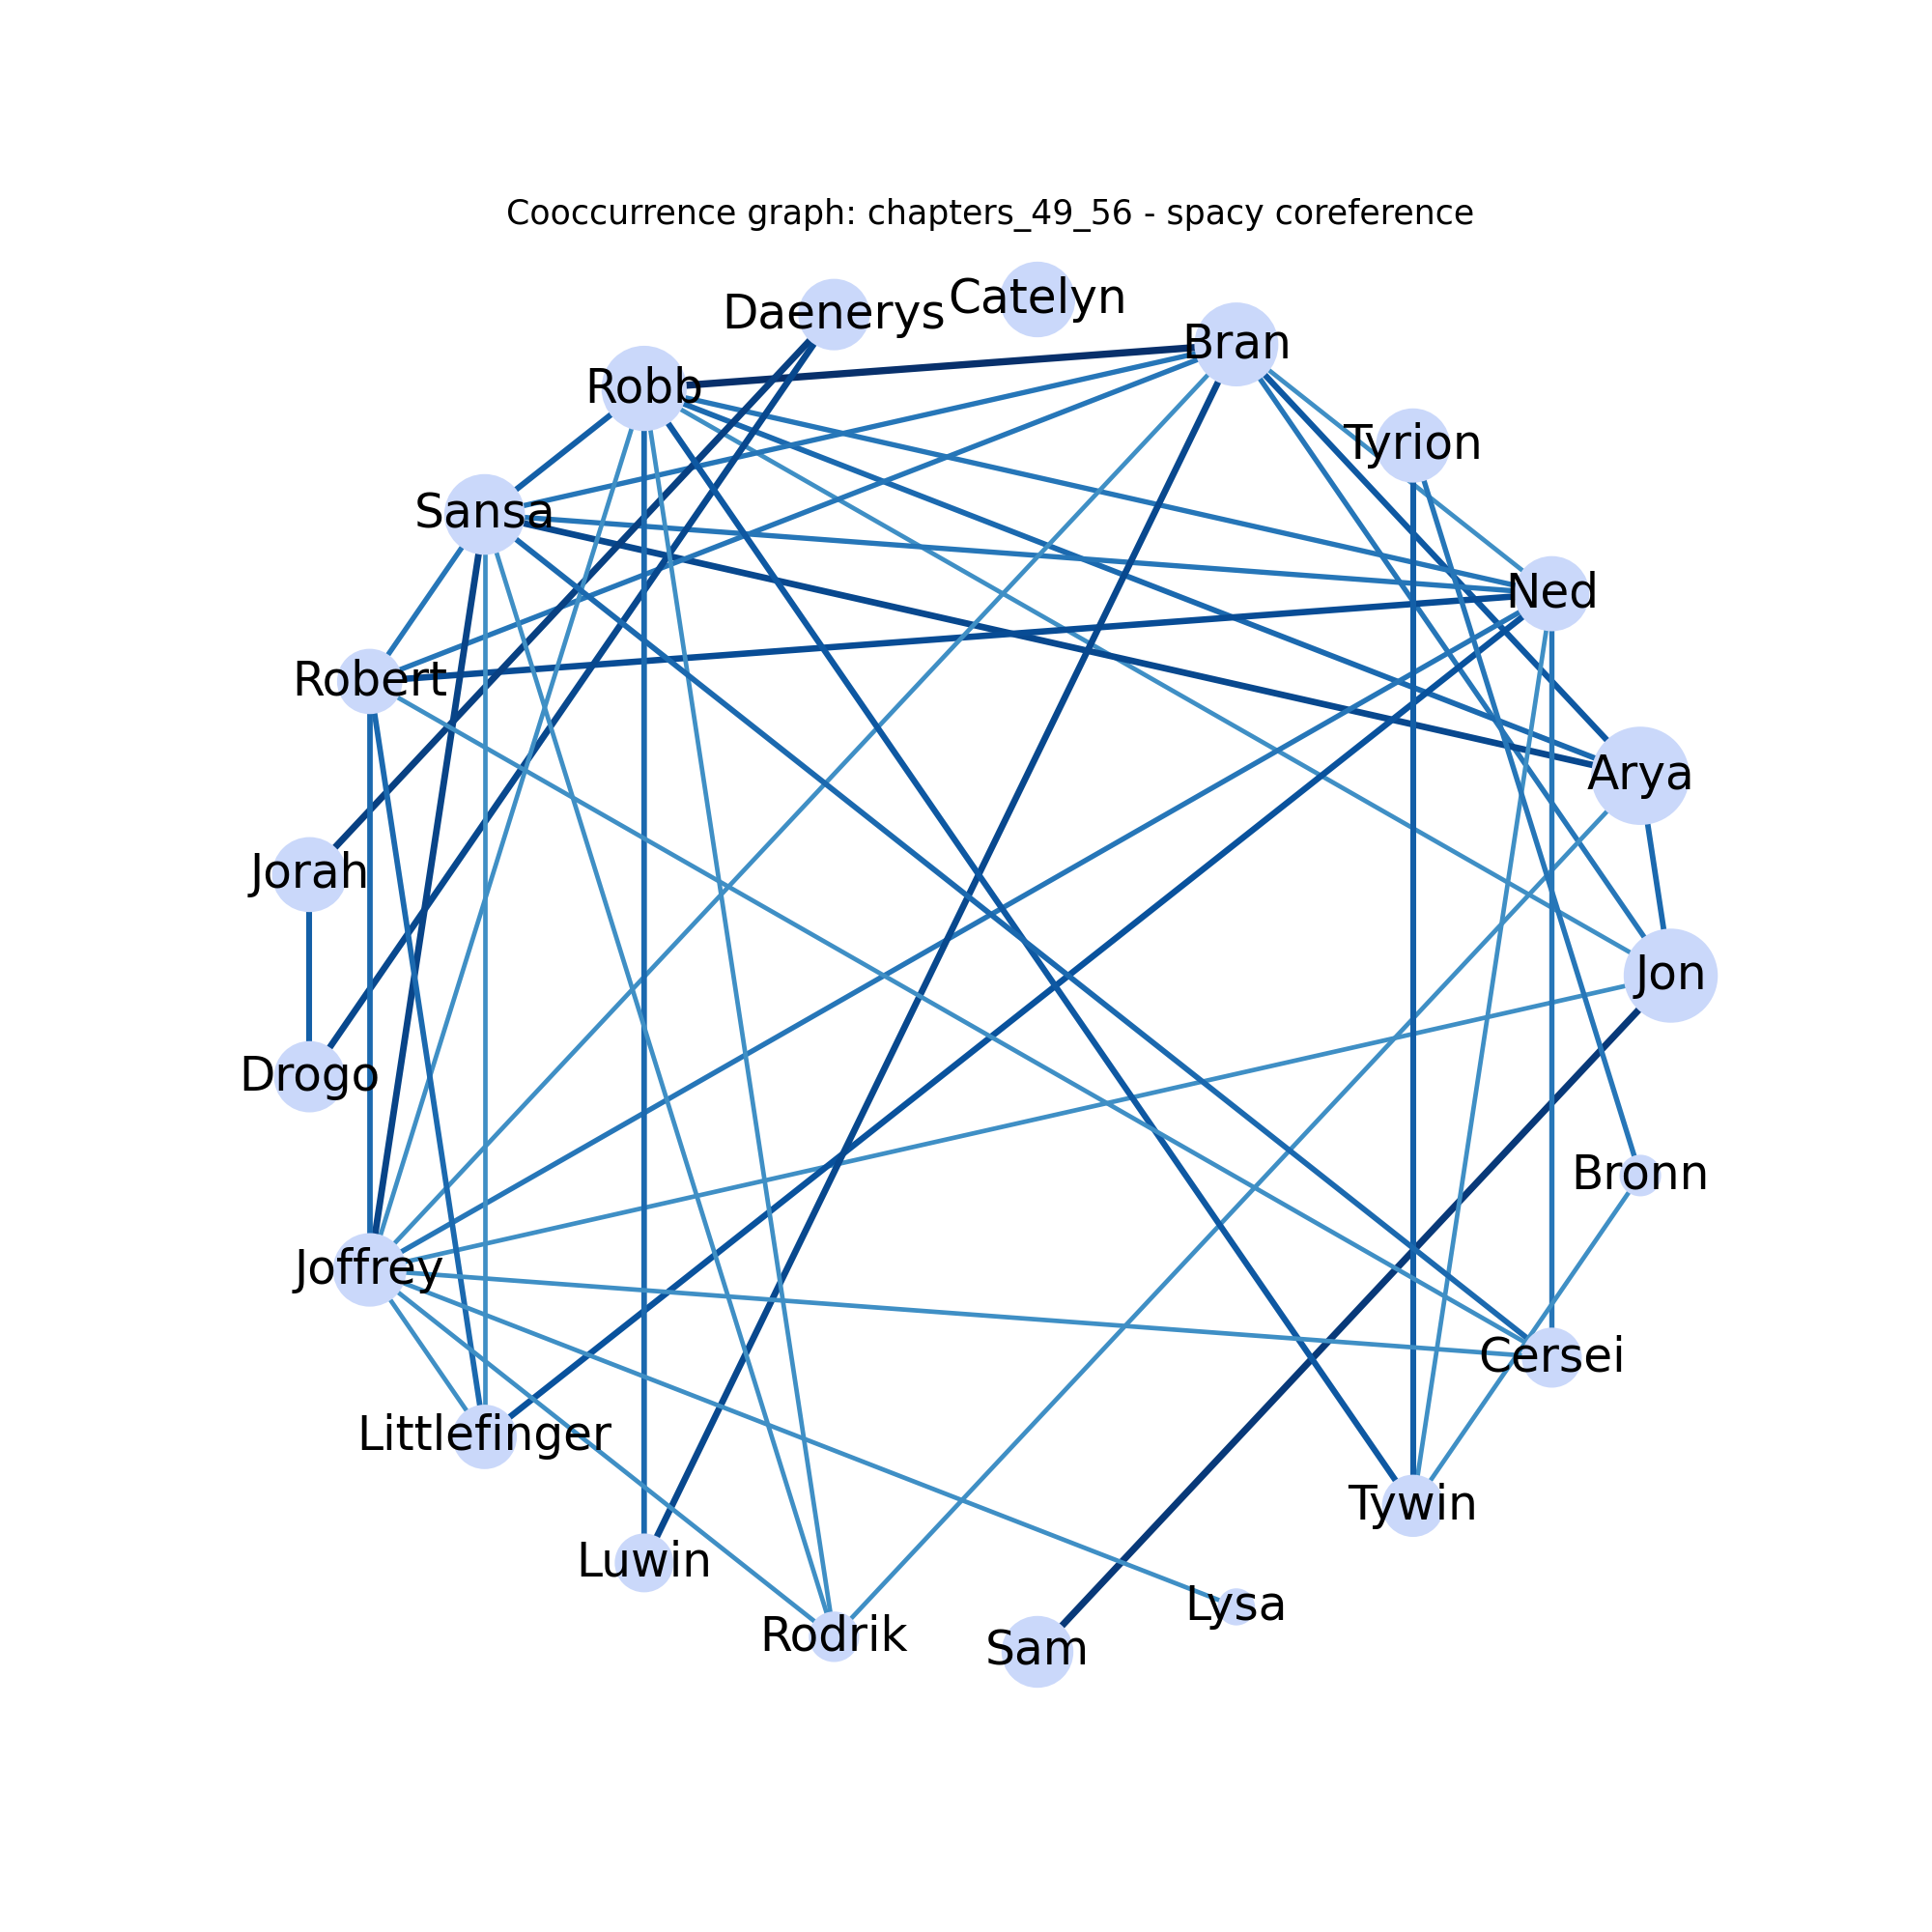 Cooccurrence graph: chapters_49_56 - spacy coreference
Catelyn
Daenerys
Bran
Robb
Tyrion
Sansa
Ned
Robert
Arya
Jorah
Jon
Drogo
Bronn
Joffrey
Cersei
Littlefinger
Tywin
Luwin
Lysa
Rodrik
Sam